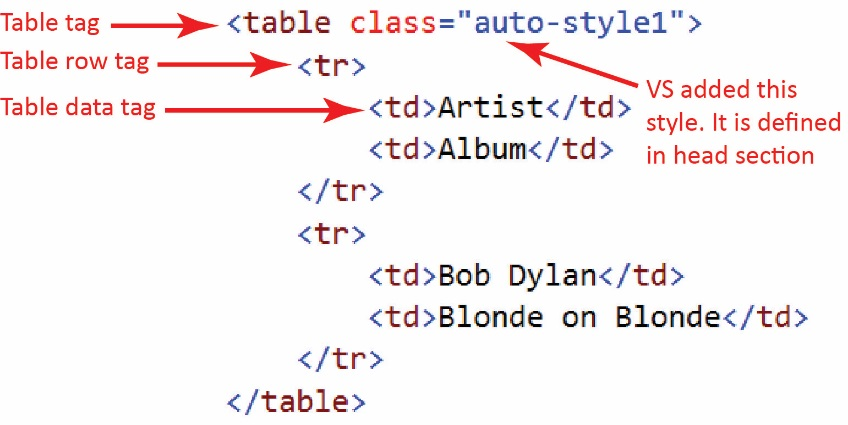 Table tag
<table class="auto-style1">
Table row tag
<tr>
Table data tag
<td>Artist</td>
VS added this
style. It is defined
in head section
<td>Album</td>
</tr>
<tr>
<td>Bob Dylan</td>
<td>Blonde on Blonde</td>
</tr>
</table>